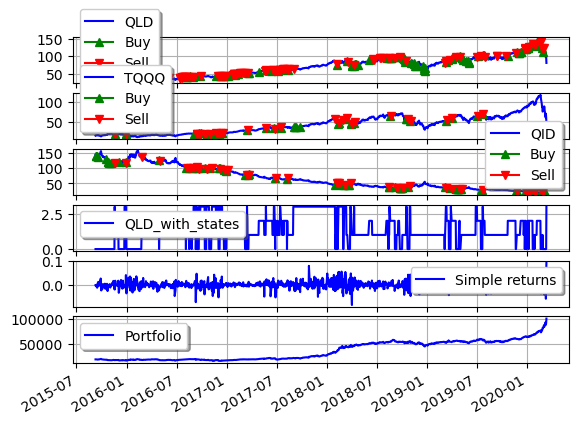 QLD
Buy
Sell
150
100
50
TQQQ
Buy
Sell
100
50
QID
Buy
Sell
150
100
50
QLD_with_states
2.5
0.0
Simple returns
0.1
0.0
Portfolio
100000
50000
2015-07
2016-01
2016-07
2017-01
2017-07
2018-01
2018-07
2019-01
2019-07
2020-01